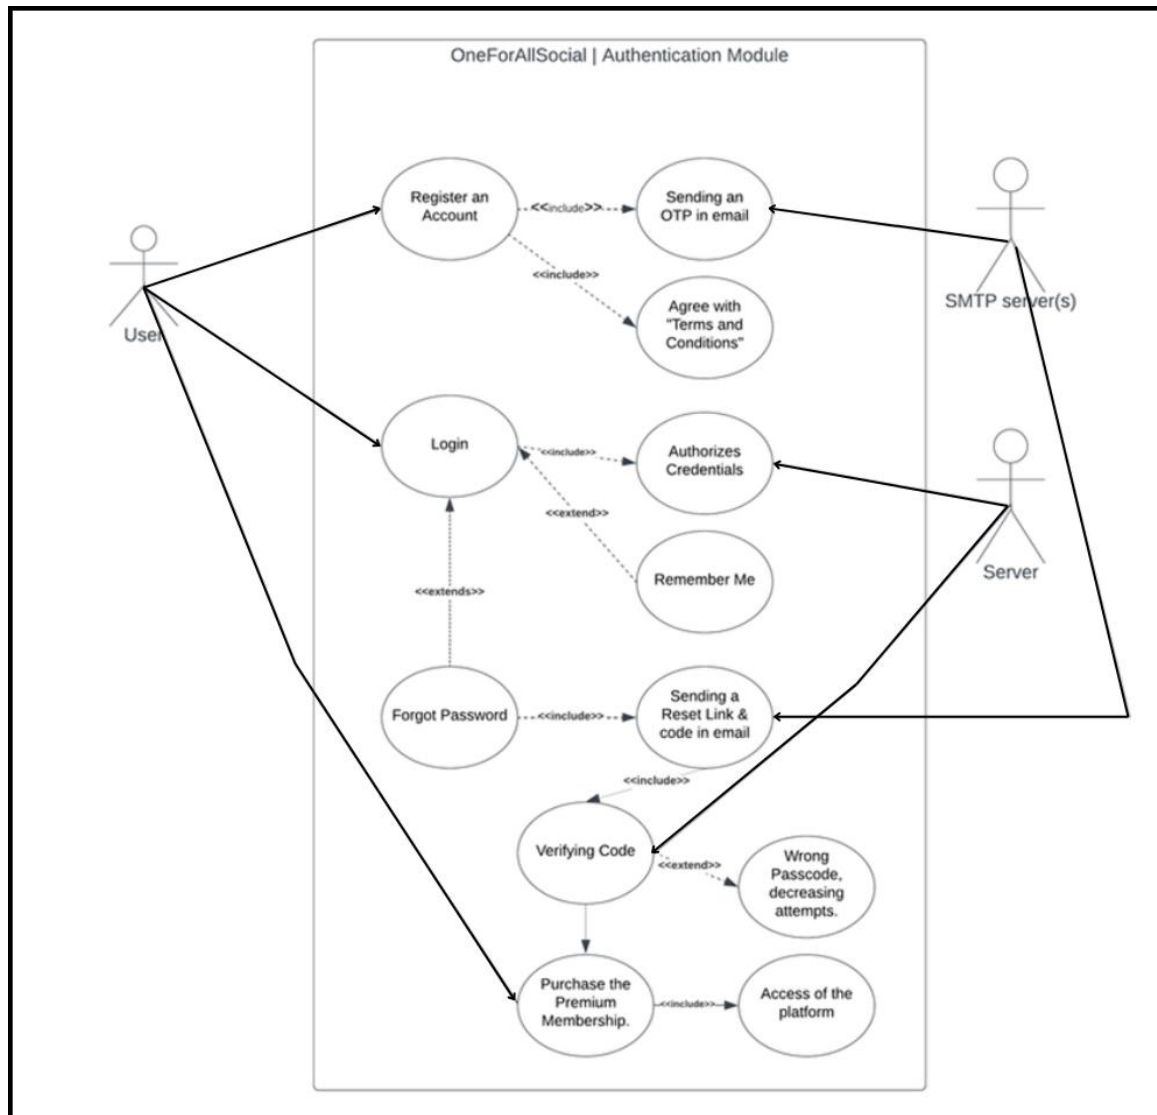 OneForAllSocial | Authentication Module
Register an
Account
<<include>>
Sending an
OTP in email
<<include>>
Agree with
"Terms and
Conditions"
User
SMTP server(s)
Login
<<include>>
Authorizes
Credentials
<<extend>>
Remember Me
Server
<<extends>>
Forgot Password
<<include>>
Sending a
Reset Link &
code in email
<<include>>
Verifying Code
<<extend>>
Wrong
Passcode,
decreasing
attempts.
Purchase the
Premium
Membership.
<<include>>
Access of the
platform